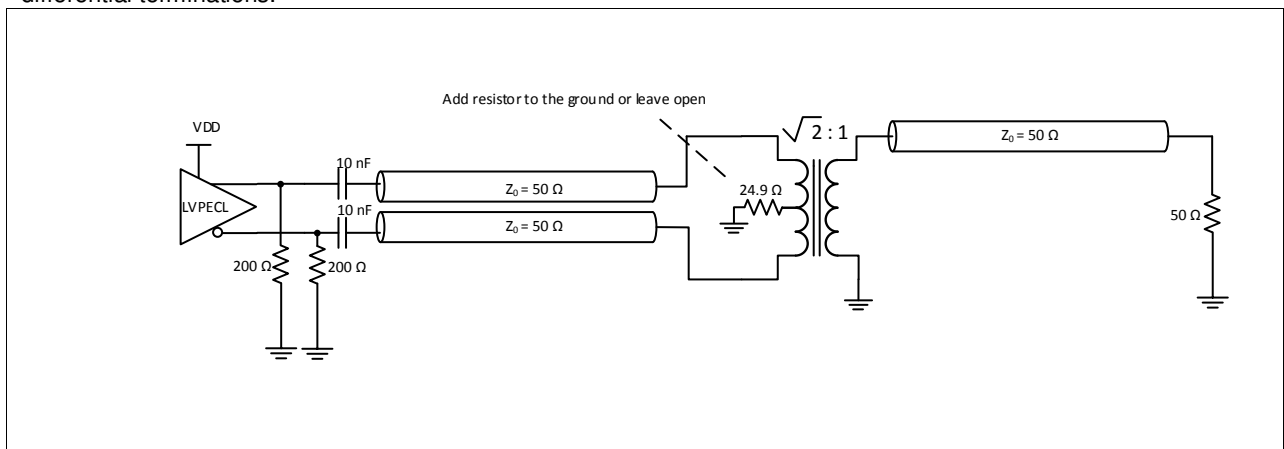 differential terminations.
Add resistor to the ground or leave open
VDD
√2 : 1
Z₀ = 50 Ω
10 nF
Z₀ = 50 Ω
24.9 Ω
LVPECL
10 nF
Z₀ = 50 Ω
50 Ω
200 Ω
200 Ω